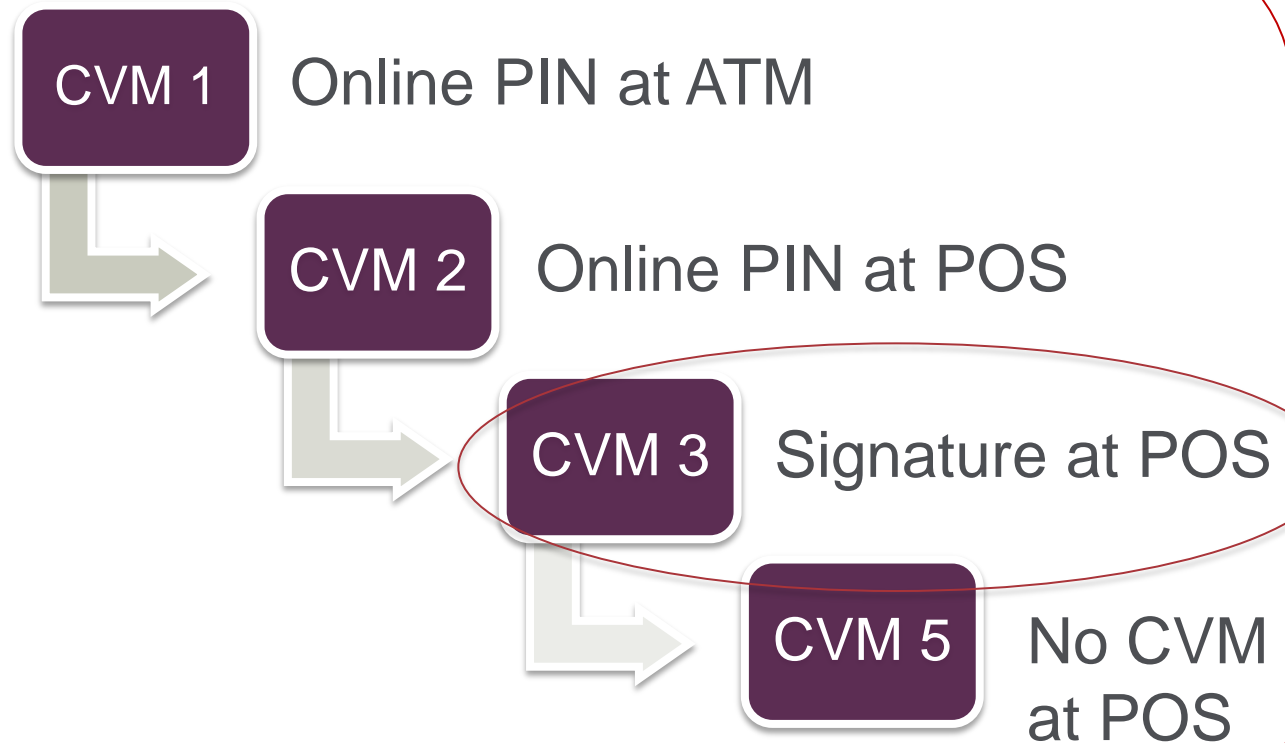 CVM 1 Online PIN at ATM
CVM 2 Online PIN at POS
CVM 3 Signature at POS
CVM 5 No CVM
at POS